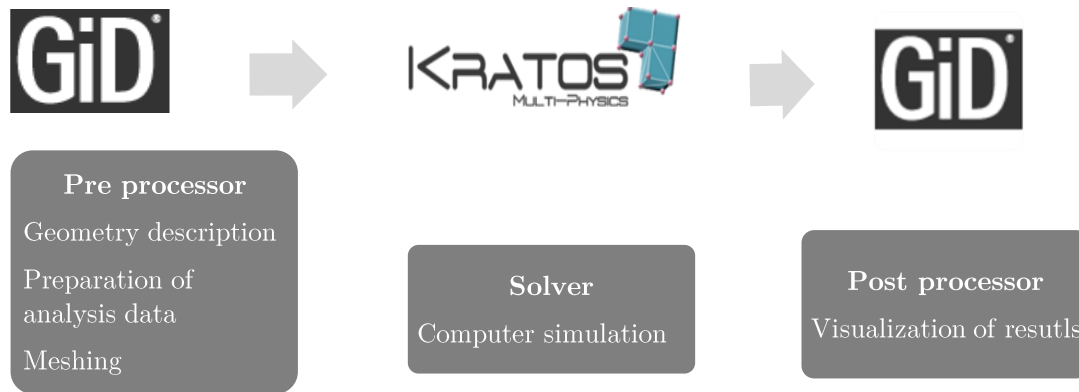 GiD
KRATOS
MULTI-PHYSICS
GiD
Pre processor
Geometry description
Preparation of
analysis data
Meshing
Solver
Computer simulation
Post processor
Visualization of resutls